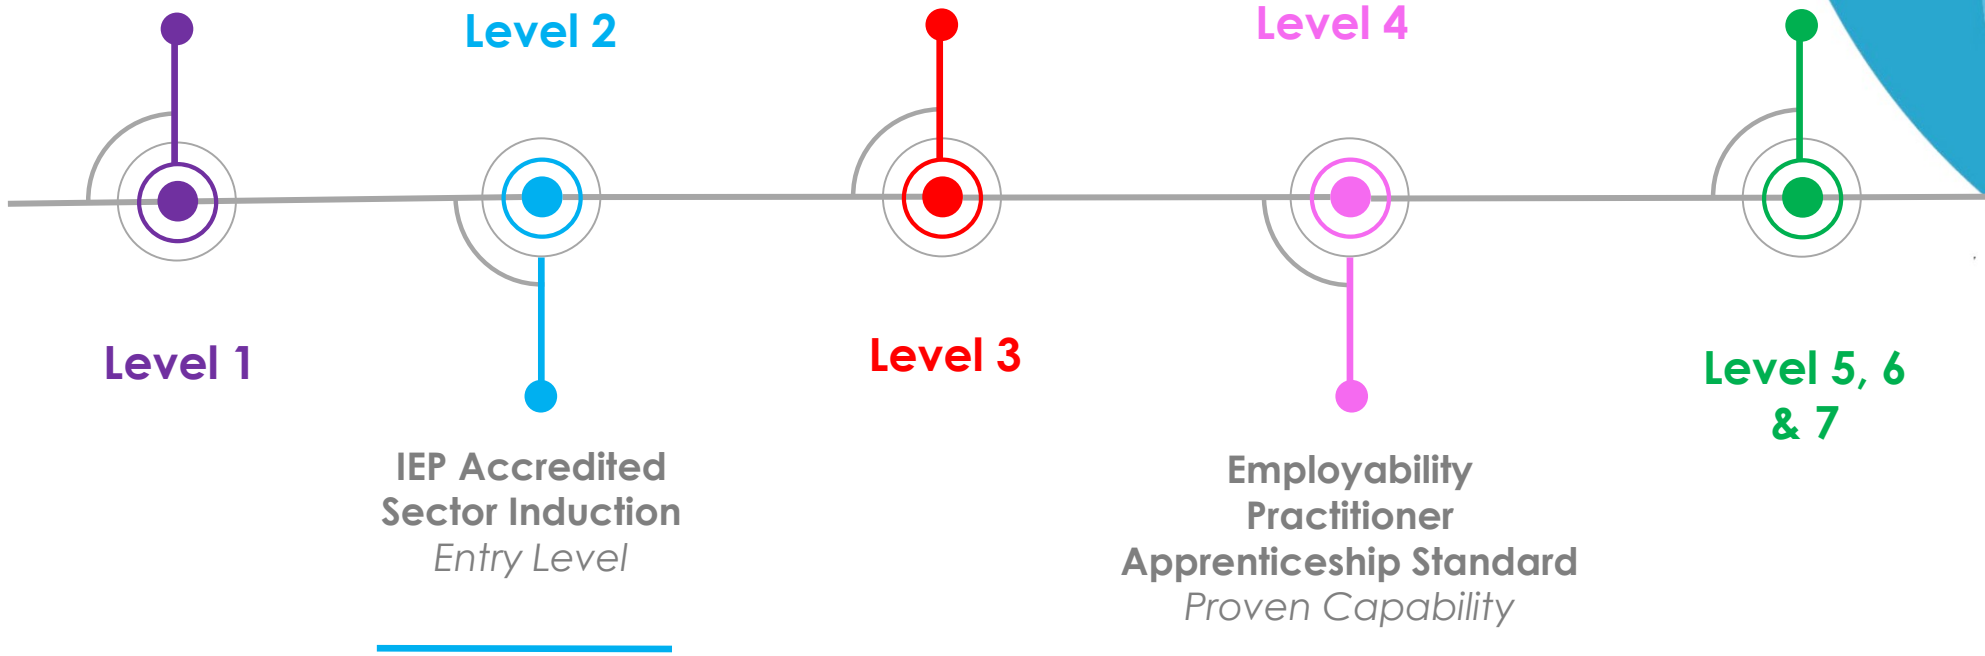 Level 2
Level 4
Level 1
Level 3
Level 5, 6
& 7
IEP Accredited
Sector Induction
Entry Level
Employability
Practitioner
Apprenticeship Standard
Proven Capability